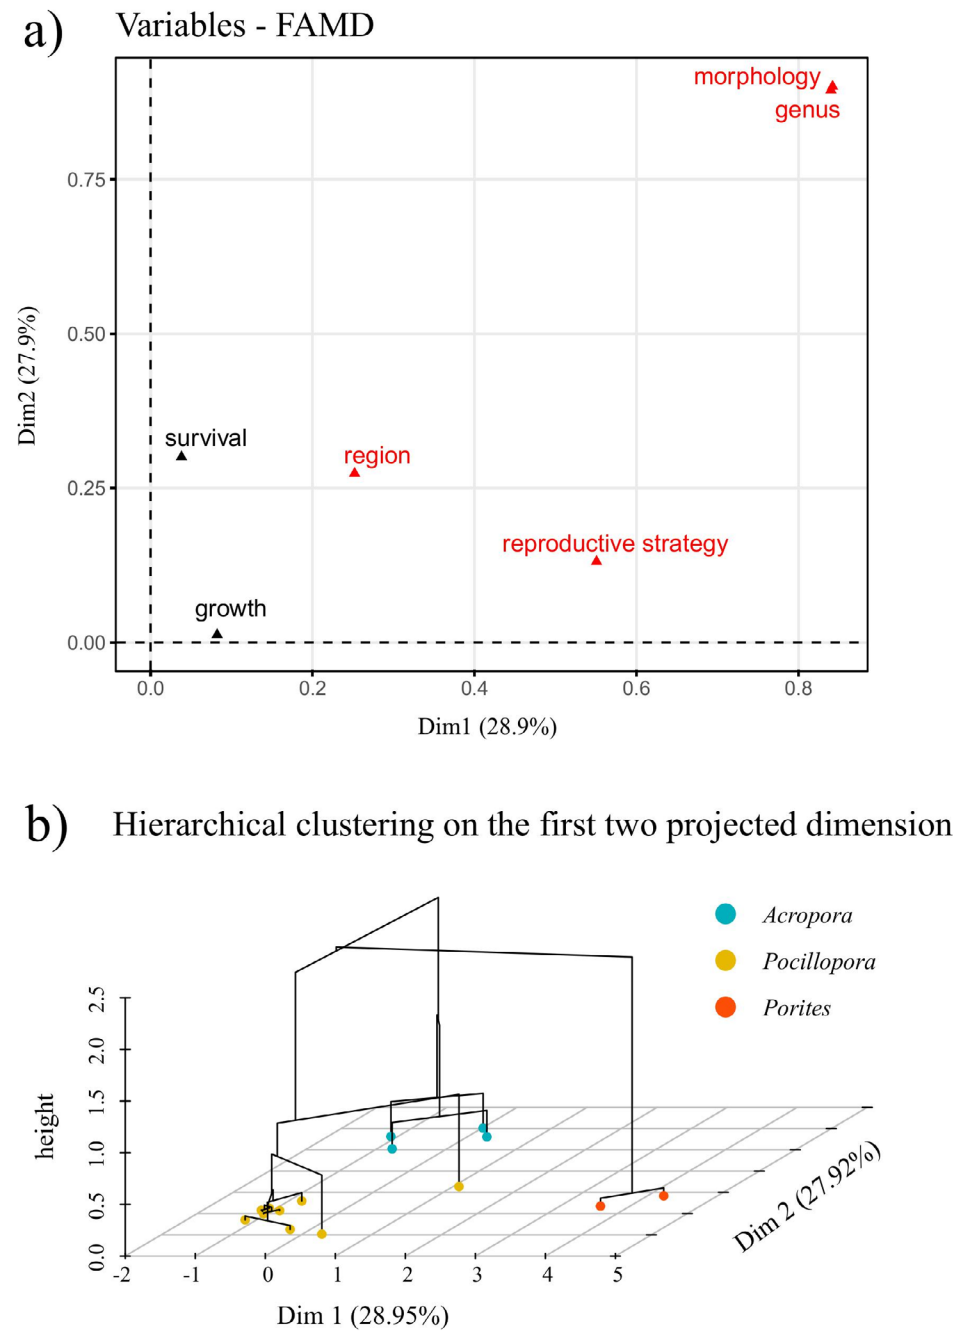 a) Variables - FAMD
morphology
genus
0.75
0.50
Dim2 (27.9%)
survival
region
0.25
reproductive strategy
growth
0.00
0.0 0.2 0.4 0.6 0.8
Dim1 (28.9%)
b) Hierarchical clustering on the first two projected dimension
Acropora
Pocillopora
Porites
2.5
2.0
1.5
1.0
0.5
0.0
height
-2 -1 0 1 2 3 4 5
Dim 1 (28.95%)
Dim 2 (27.92%)